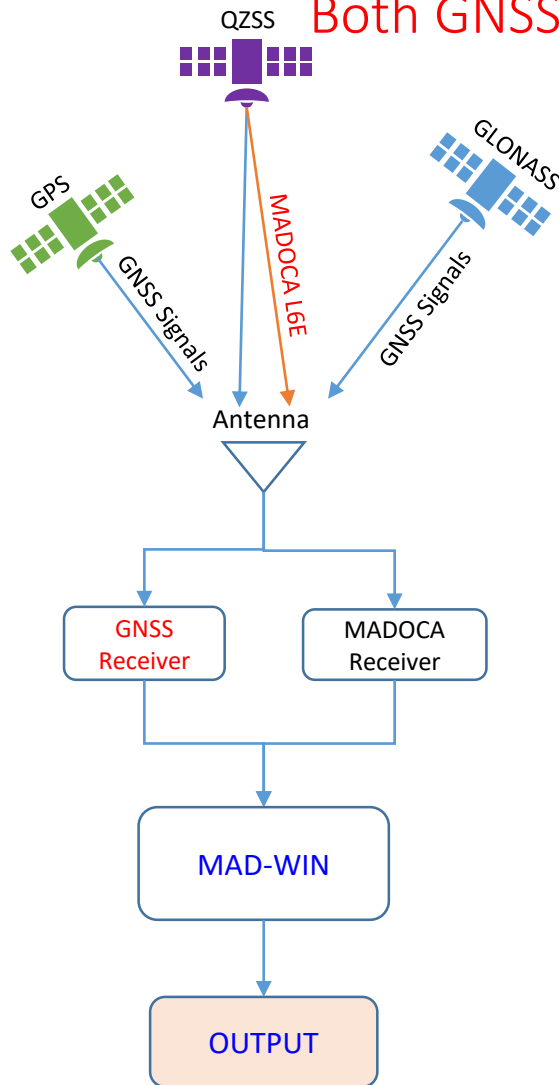 Both GNSS
QZSS
GPS
GLONASS
GNSS Signals
MADOCA L6E
GNSS Signals
Antenna
GNSS
Receiver
MADOCA
Receiver
MAD-WIN
OUTPUT